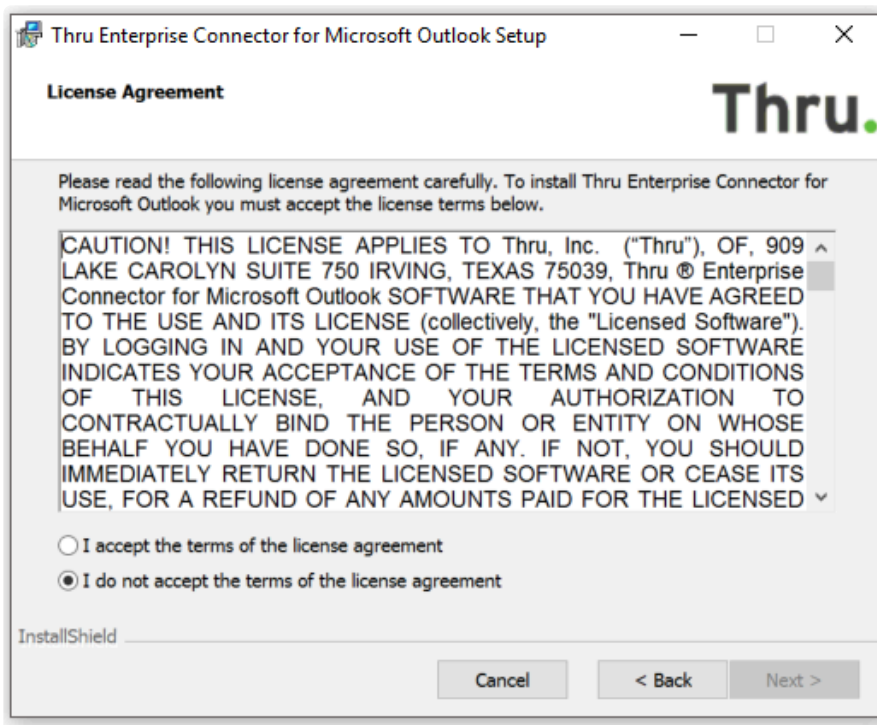 Thru Enterprise Connector for Microsoft Outlook Setup
License Agreement
Thru.
Please read the following license agreement carefully. To install Thru Enterprise Connector for
Microsoft Outlook you must accept the license terms below.
CAUTION! THIS LICENSE APPLIES TO Thru, Inc. (“Thru”), OF, 909
LAKE CAROLYN SUITE 750 IRVING, TEXAS 75039, Thru ® Enterprise
Connector for Microsoft Outlook SOFTWARE THAT YOU HAVE AGREED
TO THE USE AND ITS LICENSE (collectively, the "Licensed Software").
BY LOGGING IN AND YOUR USE OF THE LICENSED SOFTWARE
INDICATES YOUR ACCEPTANCE OF THE TERMS AND CONDITIONS
OF THIS LICENSE, AND YOUR AUTHORIZATION TO
CONTRACTUALLY BIND THE PERSON OR ENTITY ON WHOSE
BEHALF YOU HAVE DONE SO, IF ANY. IF NOT, YOU SHOULD
IMMEDIATELY RETURN THE LICENSED SOFTWARE OR CEASE ITS
USE, FOR A REFUND OF ANY AMOUNTS PAID FOR THE LICENSED
I accept the terms of the license agreement
I do not accept the terms of the license agreement
InstallShield
Cancel
< Back
Next >